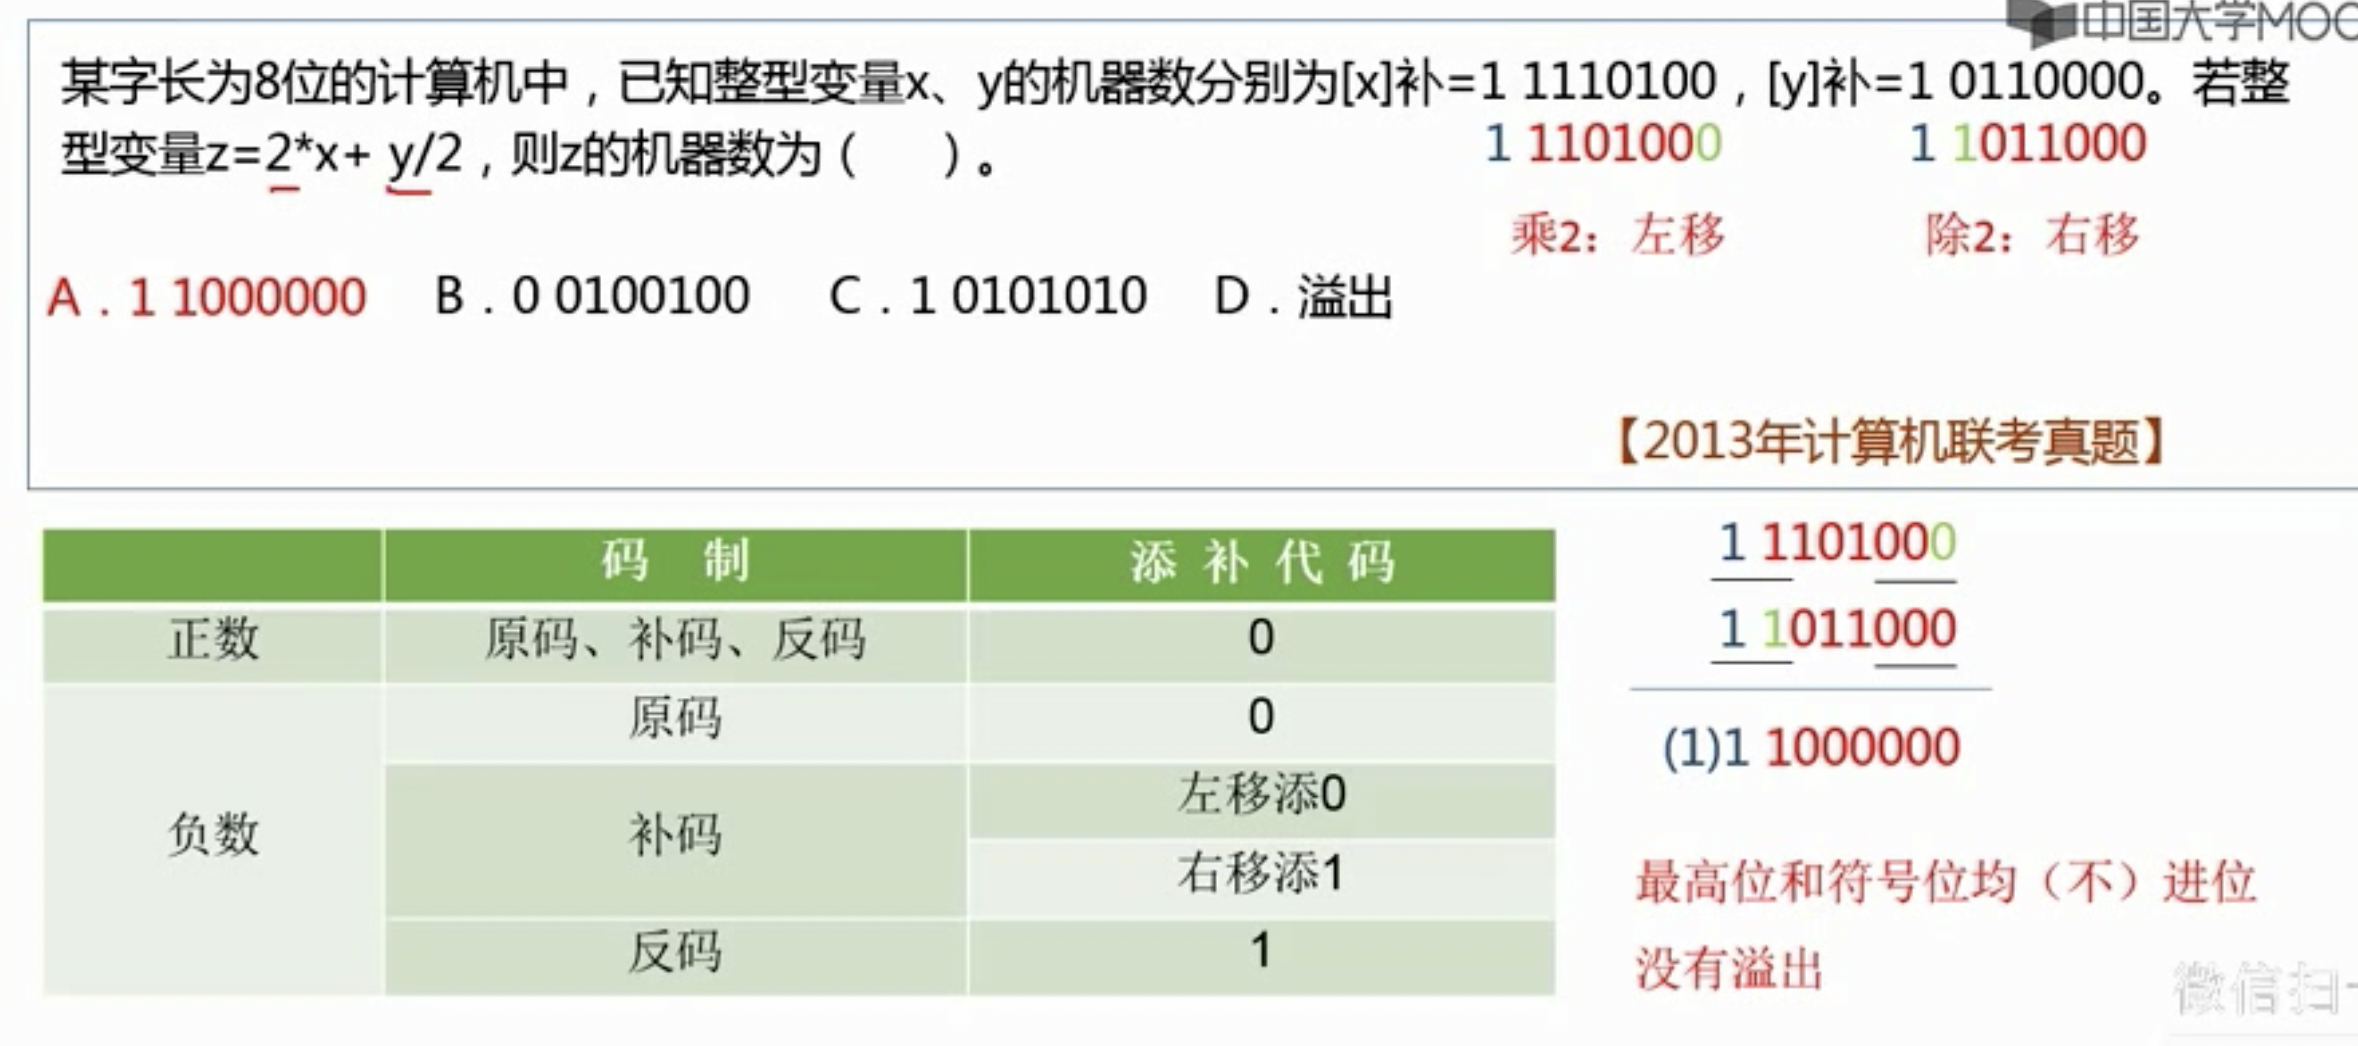 中国大学MOO
某字长为8位的计算机中，已知整型变量x、y的机器数分别为[x]补=1 1110100，[y]补=1 0110000。若整
型变量z=2*x+ y/2，则z的机器数为（ ）。
1 1101000 1 1011000
乘2：左移 除2：右移
A．1 1000000 B．0 0100100 C．1 0101010 D．溢出
【2013年计算机联考真题】
码 制 添 补 代 码
正数 原码、补码、反码 0
负数 原码 0
补码 左移添0
右移添1
反码 1
1 1101000
1 1011000
(1)1 1000000
最高位和符号位均（不）进位
没有溢出
微信扫一